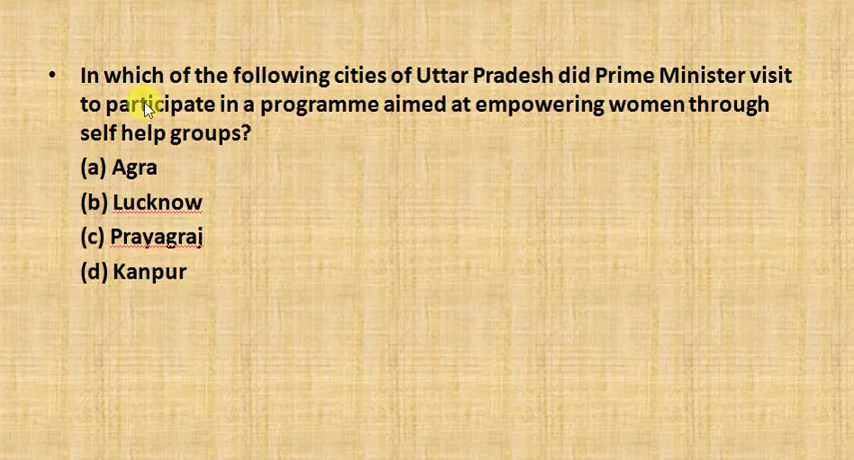 • In which of the following cities of Uttar Pradesh did Prime Minister visit
to participate in a programme aimed at empowering women through
self help groups?
(a) Agra
(b) Lucknow
(c) Prayagraj
(d) Kanpur